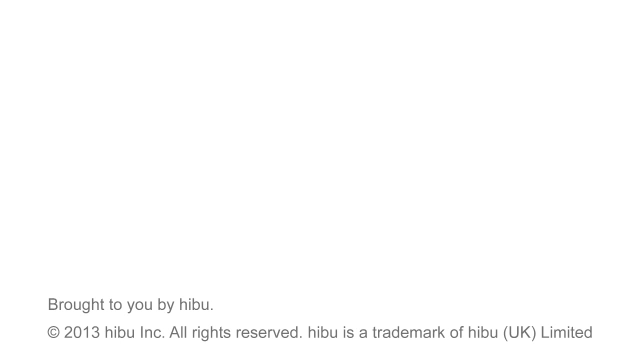 Brought to you by hibu.
© 2013 hibu Inc. All rights reserved. hibu is a trademark of hibu (UK) Limited